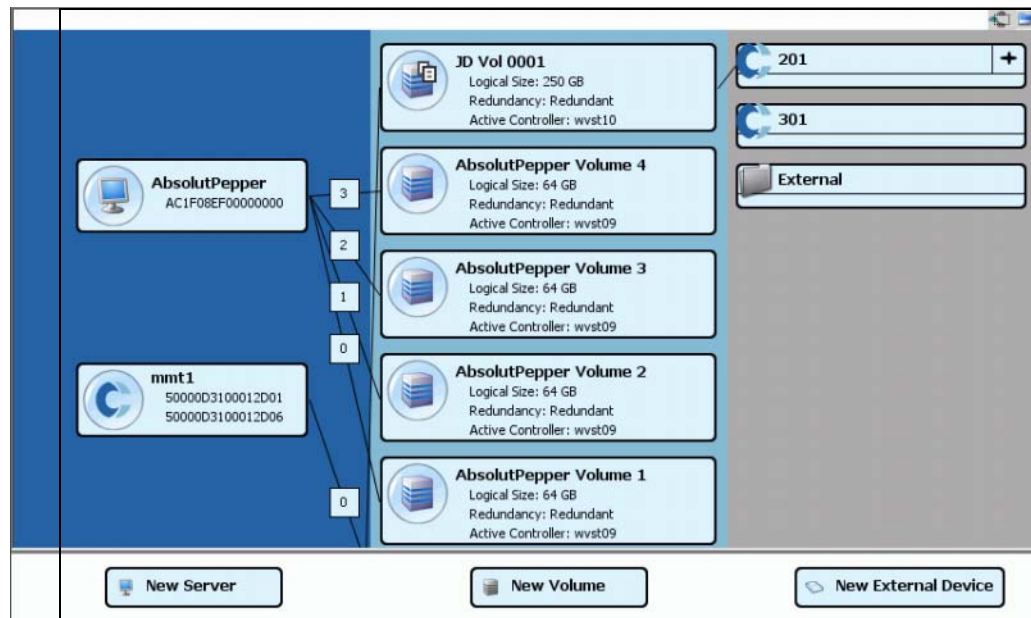 AbsolutPepper
AC1F08EF00000000
mmt1
50000D3100012D01
50000D3100012D06
3
2
1
0
0
JD Vol 0001
Logical Size: 250 GB
Redundancy: Redundant
Active Controller: wvst10
AbsolutPepper Volume 4
Logical Size: 64 GB
Redundancy: Redundant
Active Controller: wvst09
AbsolutPepper Volume 3
Logical Size: 64 GB
Redundancy: Redundant
Active Controller: wvst09
AbsolutPepper Volume 2
Logical Size: 64 GB
Redundancy: Redundant
Active Controller: wvst09
AbsolutPepper Volume 1
Logical Size: 64 GB
Redundancy: Redundant
Active Controller: wvst09
201
301
External
New Server
New Volume
New External Device